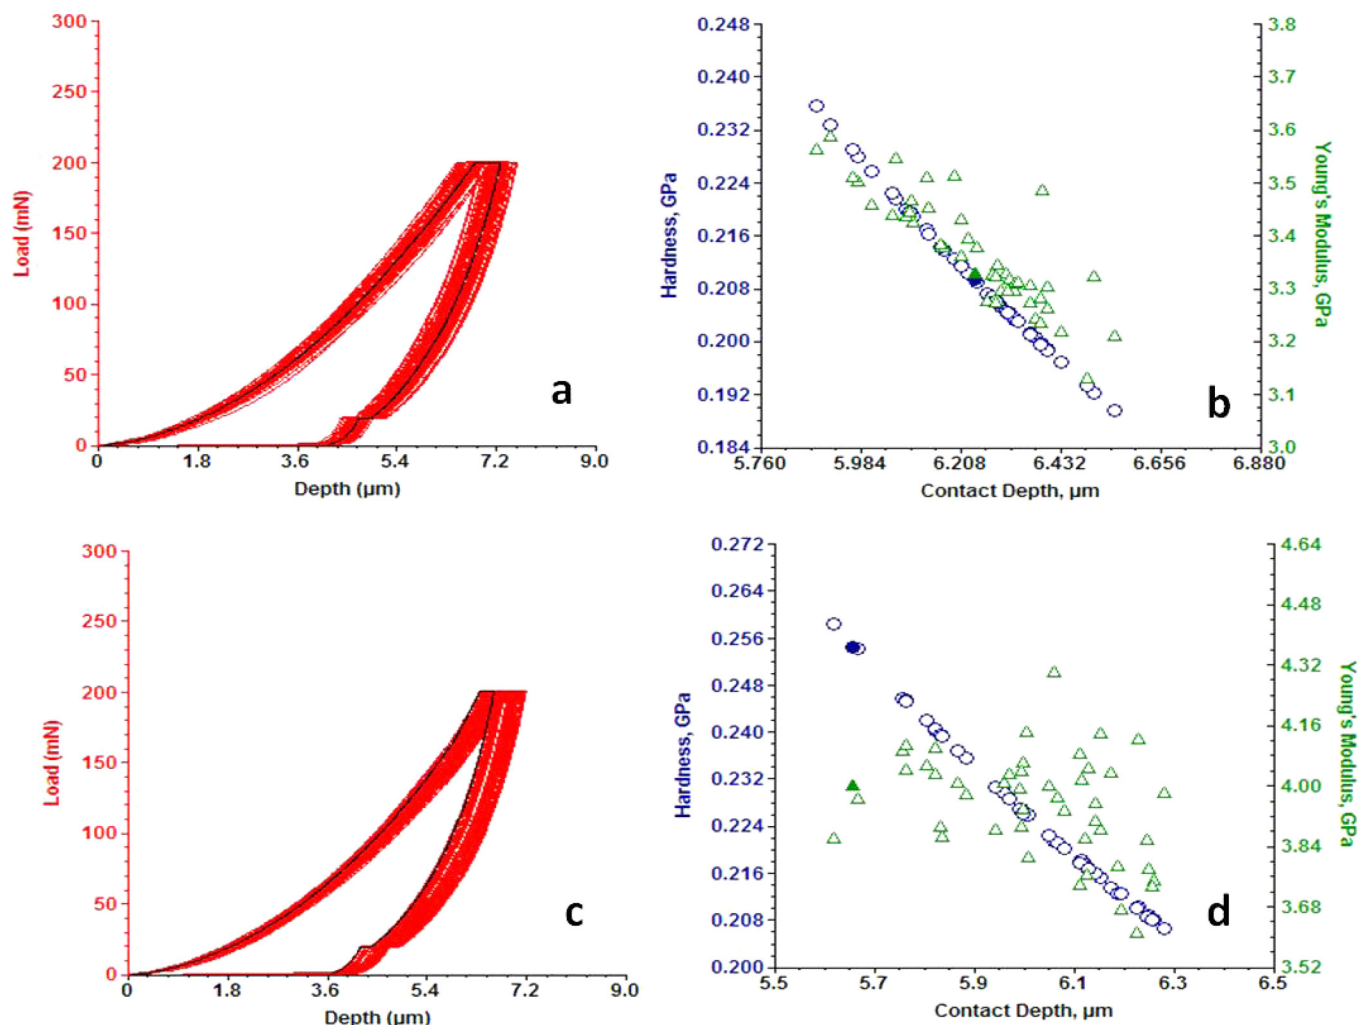 300
250
200
150
100
50
0
Load (mN)
0 1.8 3.6 5.4 7.2 9.0
Depth (µm)
a
0.248
0.240
0.232
0.224
0.216
0.208
0.200
0.192
0.184
Hardness, GPa
3.8
3.7
3.6
3.5
3.4
3.3
3.2
3.1
3.0
Young's Modulus, GPa
5.760 5.984 6.208 6.432 6.656 6.880
Contact Depth, µm
b
300
250
200
150
100
50
0
Load (mN)
0 1.8 3.6 5.4 7.2 9.0
Depth (µm)
c
0.272
0.264
0.256
0.248
0.240
0.232
0.224
0.216
0.208
0.200
Hardness, GPa
4.64
4.48
4.32
4.16
4.00
3.84
3.68
3.52
Young's Modulus, GPa
5.5 5.7 5.9 6.1 6.3 6.5
Contact Depth, µm
d